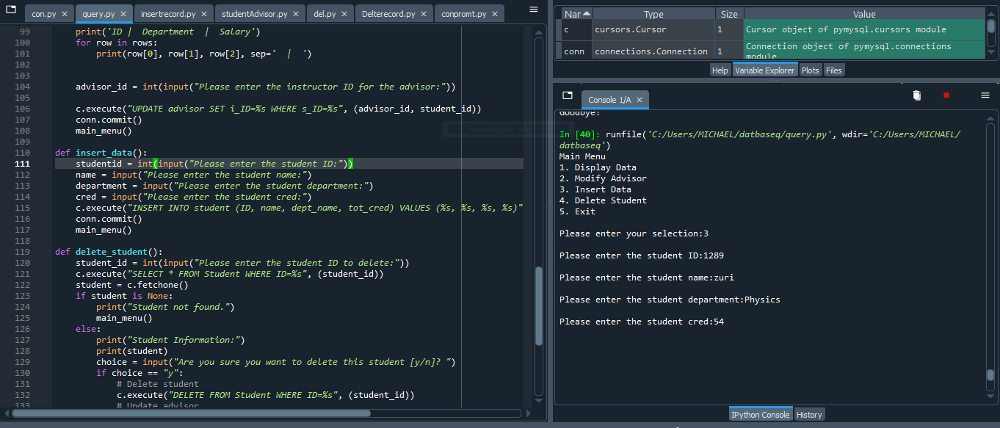 con.py query.py insertrecord.py studentAdvisor.py del.py Delterecord.py conpromt.py
99 print('ID | Department | Salary')
100 for row in rows:
101 print(row[0], row[1], row[2], sep=' | ')
102
103
104 advisor_id = int(input("Please enter the instructor ID for the advisor:"))
105
106 c.execute("UPDATE advisor SET i_ID=%s WHERE s_ID=%s", (advisor_id, student_id))
107 conn.commit()
108 main_menu()
109
110 def insert_data():
111 studentid = int(input("Please enter the student ID:"))
112 name = input("Please enter the student name:")
113 department = input("Please enter the student department:")
114 cred = input("Please enter the student cred:")
115 c.execute("INSERT INTO student (ID, name, dept_name, tot_cred) VALUES (%s, %s, %s, %s)"
116 conn.commit()
117 main_menu()
118
119 def delete_student():
120 student_id = int(input("Please enter the student ID to delete:"))
121 c.execute("SELECT * FROM Student WHERE ID=%s", (student_id))
122 student = c.fetchone()
123 if student is None:
124 print("Student not found.")
125 main_menu()
126 else:
127 print("Student Information:")
128 print(student)
129 choice = input("Are you sure you want to delete this student [y/n]? ")
130 if choice == "y":
131 # Delete student
132 c.execute("DELETE FROM Student WHERE ID=%s", (student_id))
133 # Update advisor
Nar Type Size Value
c cursors.Cursor 1 Cursor object of pymysql.cursors module
conn connections.Connection 1 Connection object of pymysql.connections
module
Help Variable Explorer Plots Files
Console 1/A
Goodbye!
In [40]: runfile('C:/Users/MICHAEL/datbaseq/query.py', wdir='C:/Users/MICHAEL/
datbaseq')
Main Menu
1. Display Data
2. Modify Advisor
3. Insert Data
4. Delete Student
5. Exit
Please enter your selection:3
Please enter the student ID:1289
Please enter the student name:zuri
Please enter the student department:Physics
Please enter the student cred:54
IPython Console History